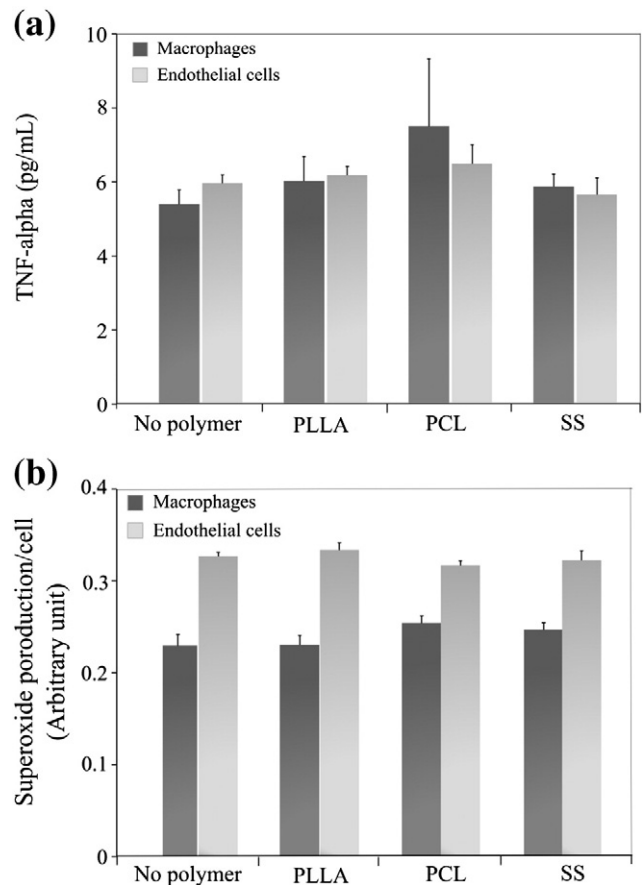 (a)
10
8
6
4
2
0
TNF-alpha (pg/mL)
Macrophages
Endothelial cells
No polymer PLLA PCL SS
(b)
0.4
0.3
0.2
0.1
0
Superoxide poroduction/cell
(Arbitrary unit)
Macrophages
Endothelial cells
No polymer PLLA PCL SS